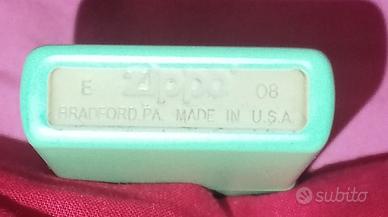 E Zippo 08
BRADFORD, PA. MADE IN U.S.A.
subito